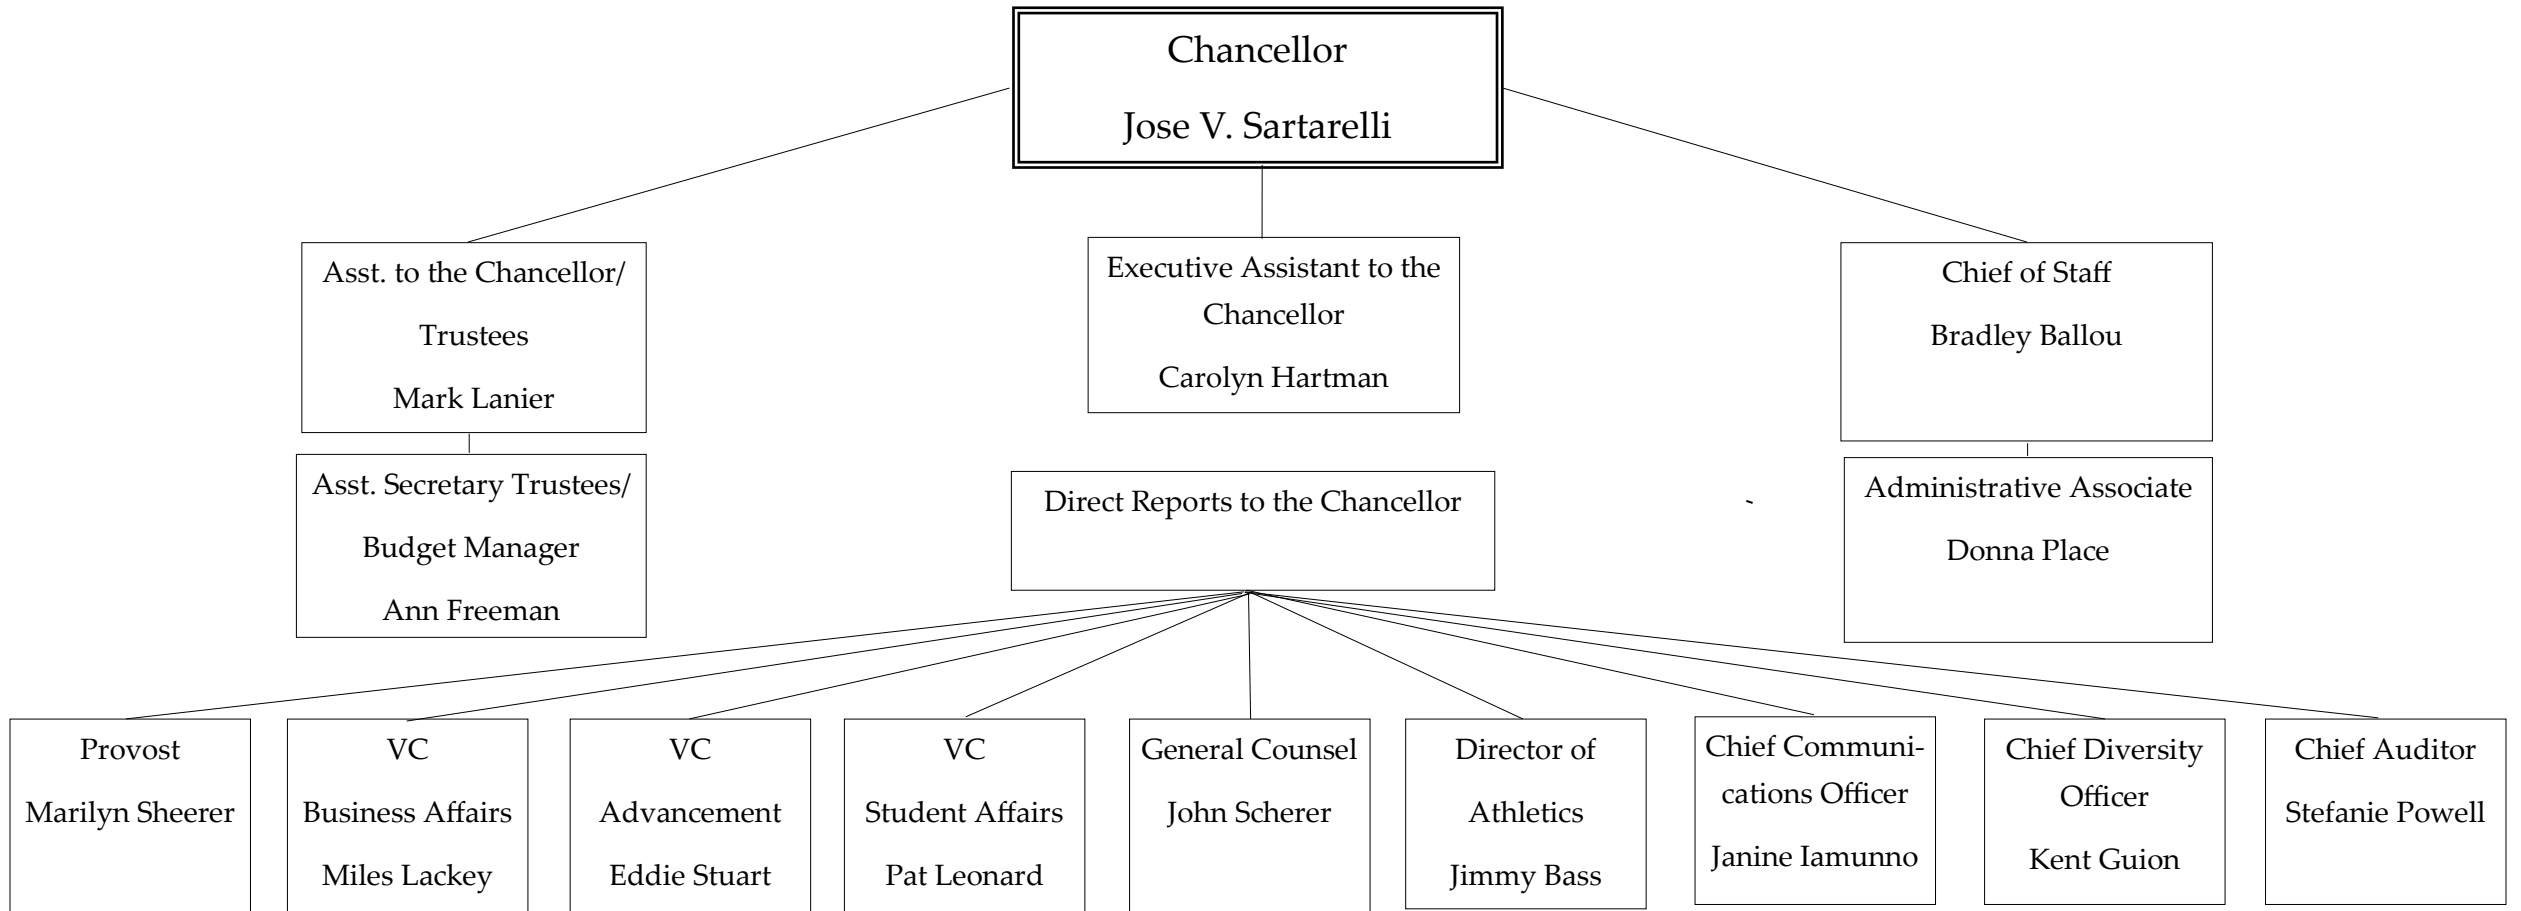 Chancellor
Jose V. Sartarelli
Asst. to the Chancellor/
Trustees
Mark Lanier
Executive Assistant to the
Chancellor
Carolyn Hartman
Chief of Staff
Bradley Ballou
Asst. Secretary Trustees/
Budget Manager
Ann Freeman
Direct Reports to the Chancellor
Administrative Associate
Donna Place
Provost
Marilyn Sheerer
VC
Business Affairs
Miles Lackey
VC
Advancement
Eddie Stuart
VC
Student Affairs
Pat Leonard
General Counsel
John Scherer
Director of
Athletics
Jimmy Bass
Chief Communi-
cations Officer
Janine Iamunno
Chief Diversity
Officer
Kent Guion
Chief Auditor
Stefanie Powell